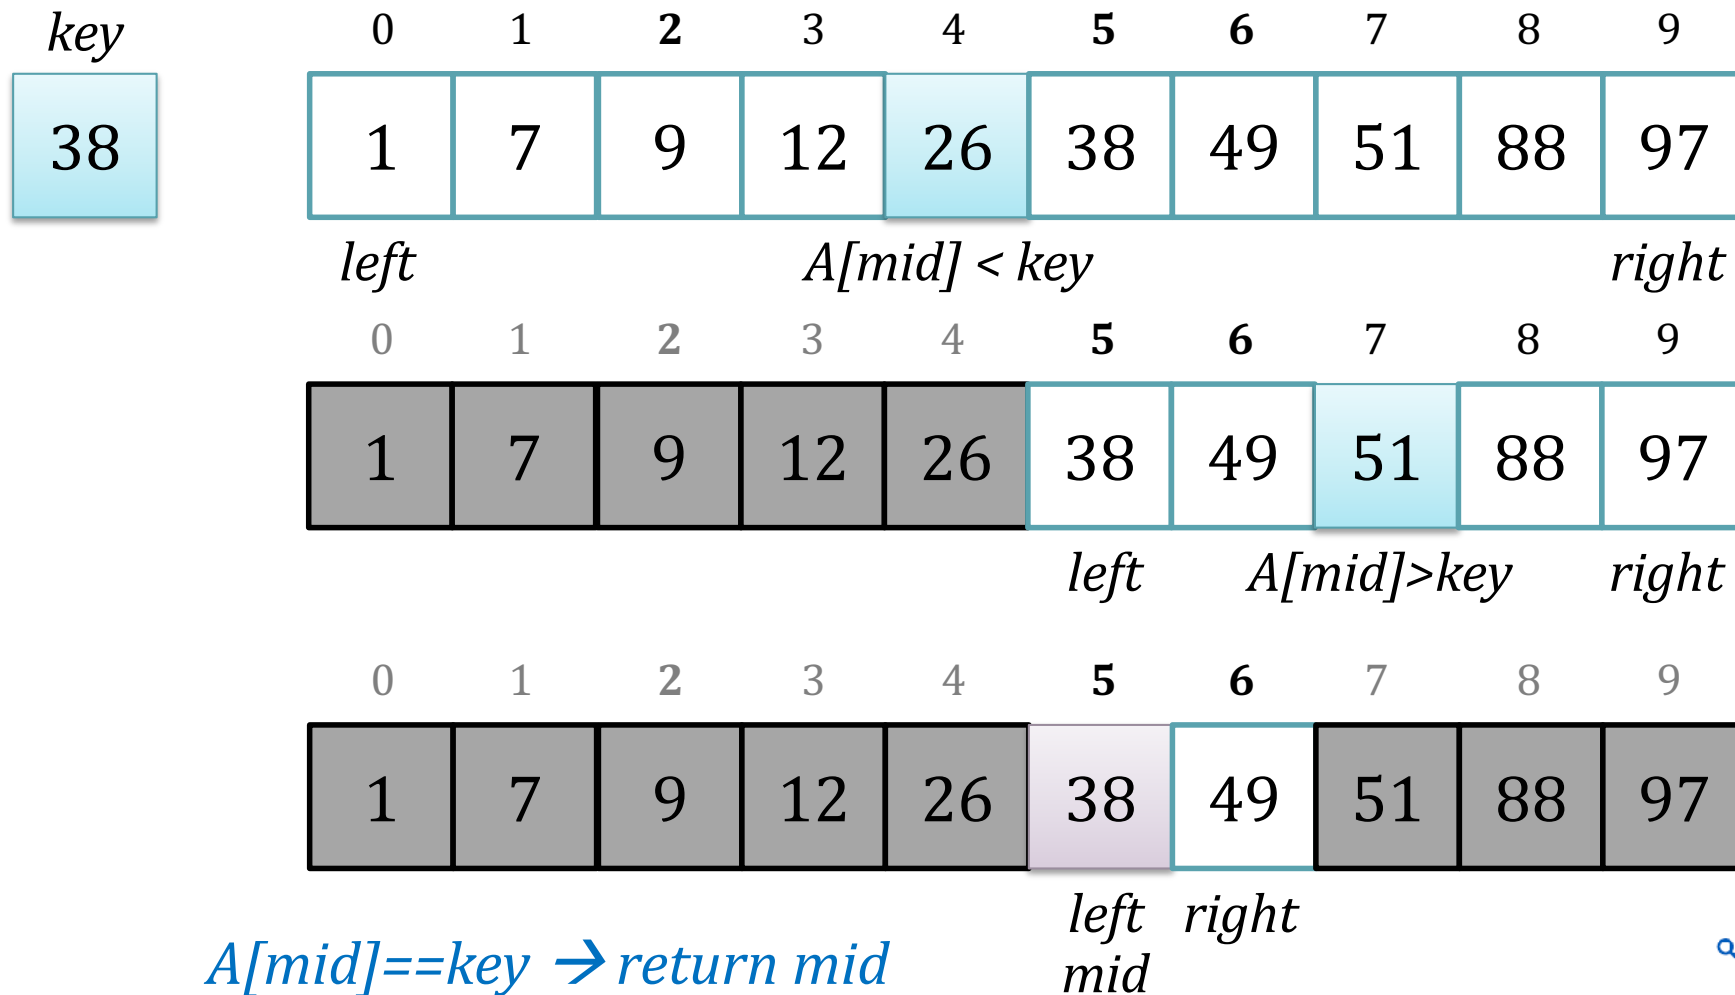 key 0 1 2 3 4 5 6 7 8 9
38 1 7 9 12 26 38 49 51 88 97
left A[mid] < key right
0 1 2 3 4 5 6 7 8 9
1 7 9 12 26 38 49 51 88 97
left A[mid]>key right
0 1 2 3 4 5 6 7 8 9
1 7 9 12 26 38 49 51 88 97
left right
A[mid]==key → return mid
mid